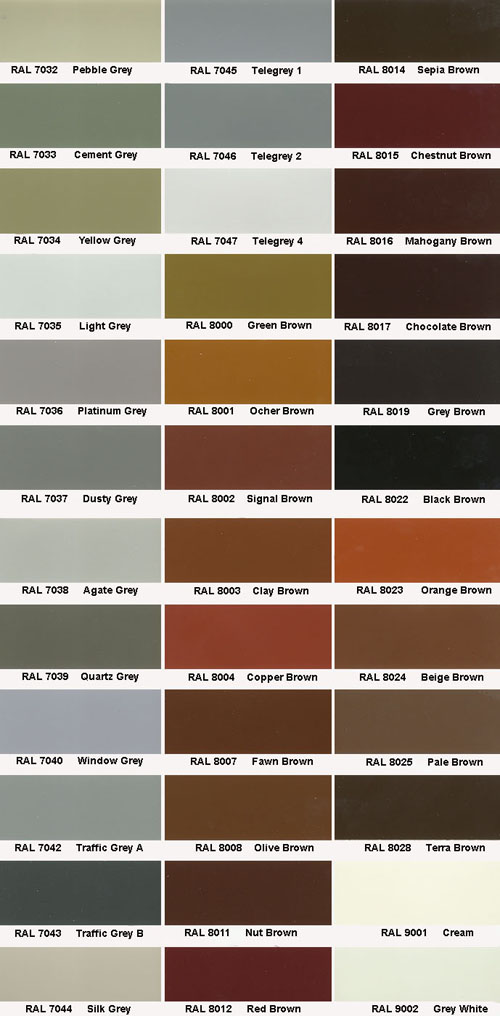 RAL 7032 Pebble Grey
RAL 7045 Telegrey 1
RAL 8014 Sepia Brown
RAL 7033 Cement Grey
RAL 7046 Telegrey 2
RAL 8015 Chestnut Brown
RAL 7034 Yellow Grey
RAL 7047 Telegrey 4
RAL 8016 Mahogany Brown
RAL 7035 Light Grey
RAL 8000 Green Brown
RAL 8017 Chocolate Brown
RAL 7036 Platinum Grey
RAL 8001 Ocher Brown
RAL 8019 Grey Brown
RAL 7037 Dusty Grey
RAL 8002 Signal Brown
RAL 8022 Black Brown
RAL 7038 Agate Grey
RAL 8003 Clay Brown
RAL 8023 Orange Brown
RAL 7039 Quartz Grey
RAL 8004 Copper Brown
RAL 8024 Beige Brown
RAL 7040 Window Grey
RAL 8007 Fawn Brown
RAL 8025 Pale Brown
RAL 7042 Traffic Grey A
RAL 8008 Olive Brown
RAL 8028 Terra Brown
RAL 7043 Traffic Grey B
RAL 8011 Nut Brown
RAL 9001 Cream
RAL 7044 Silk Grey
RAL 8012 Red Brown
RAL 9002 Grey White